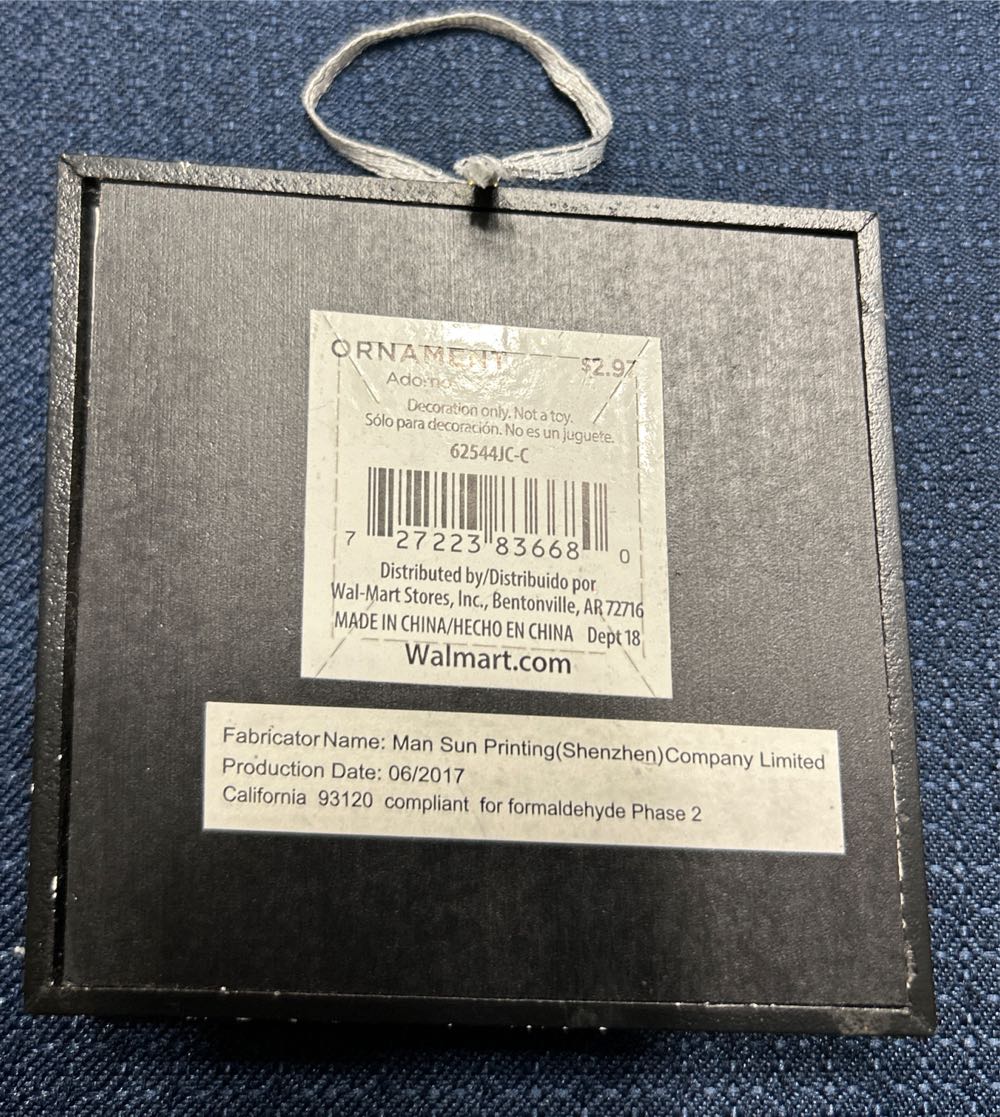 ORNAMENT $2.97
Adorno
Decoration only. Not a toy.
Sólo para decoración. No es un juguete.
62544JC-C
7 27223 83668 0
Distributed by/Distribuido por
Wal-Mart Stores, Inc., Bentonville, AR 72716
MADE IN CHINA/HECHO EN CHINA Dept 18
Walmart.com
Fabricator Name: Man Sun Printing(Shenzhen)Company Limited
Production Date: 06/2017
California 93120 compliant for formaldehyde Phase 2